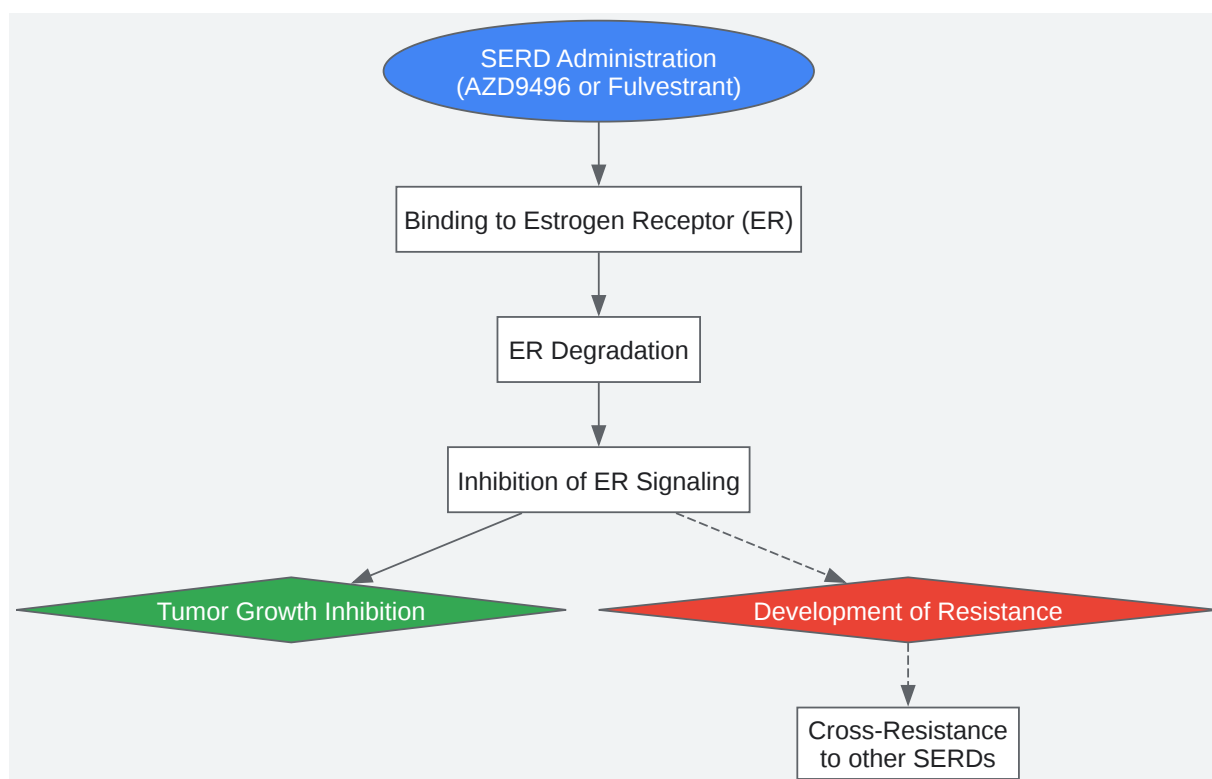 SERD Administration
(AZD9496 or Fulvestrant)
Binding to Estrogen Receptor (ER)
ER Degradation
Inhibition of ER Signaling
Tumor Growth Inhibition
Development of Resistance
Cross-Resistance
to other SERDs